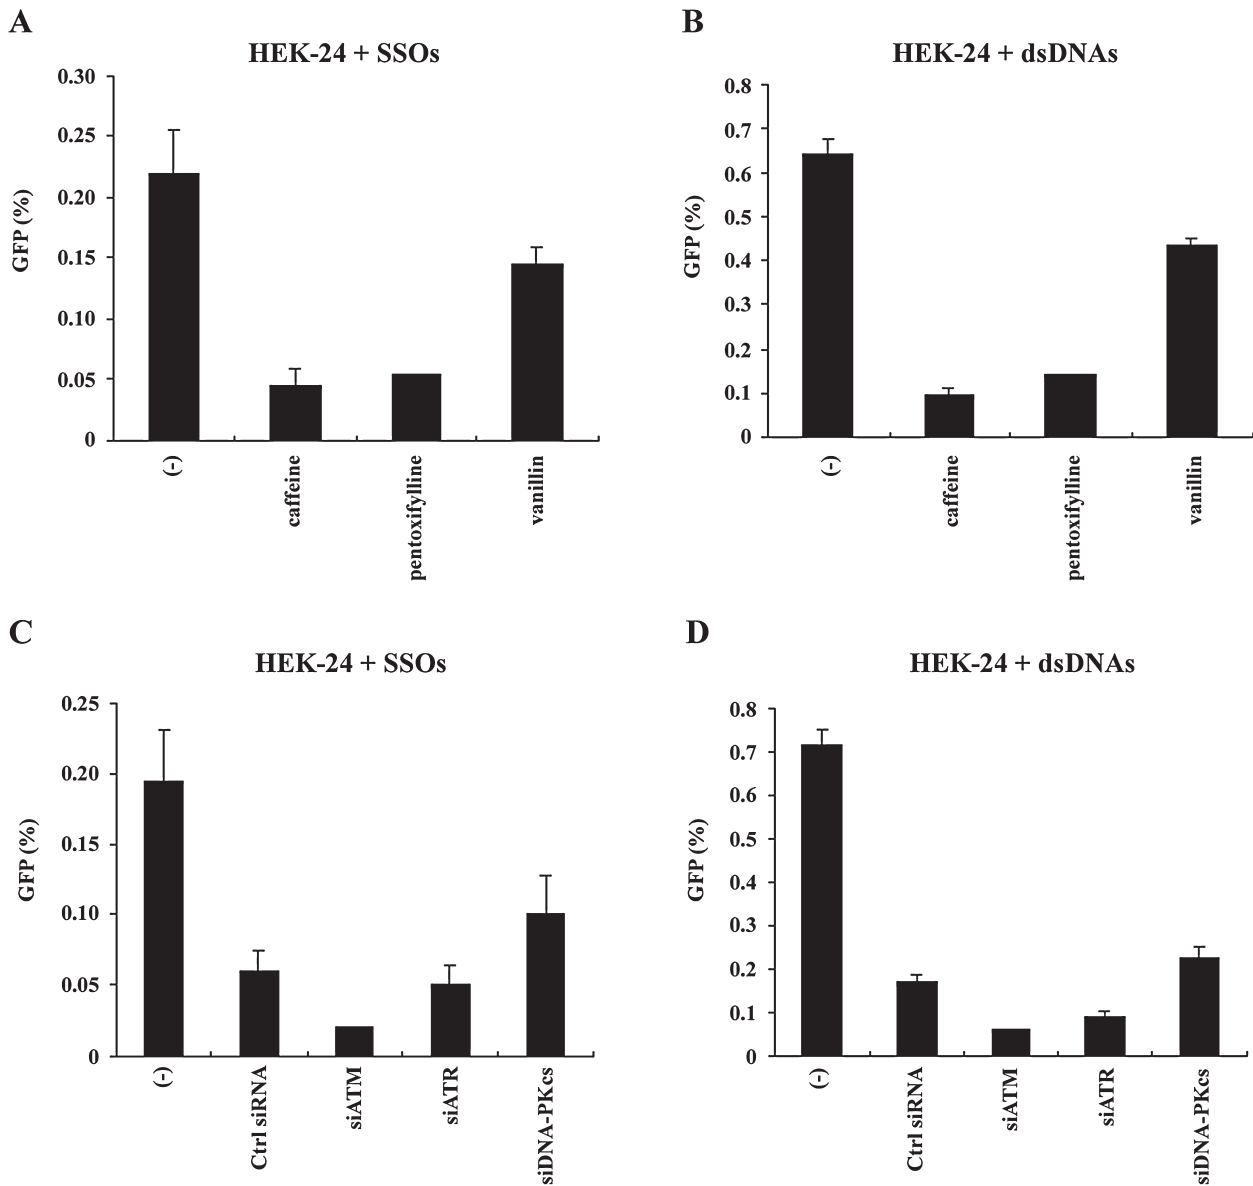 A
HEK-24 + SSOs
GFP (%)
0.30
0.25
0.20
0.15
0.10
0.05
0
(-)
caffeine
pentoxifylline
vanillin
B
HEK-24 + dsDNAs
GFP (%)
0.8
0.7
0.6
0.5
0.4
0.3
0.2
0.1
0
(-)
caffeine
pentoxifylline
vanillin
C
HEK-24 + SSOs
GFP (%)
0.25
0.20
0.15
0.10
0.05
0
(-)
Ctrl siRNA
siATM
siATR
siDNA-PKcs
D
HEK-24 + dsDNAs
GFP (%)
0.8
0.7
0.6
0.5
0.4
0.3
0.2
0.1
0
(-)
Ctrl siRNA
siATM
siATR
siDNA-PKcs